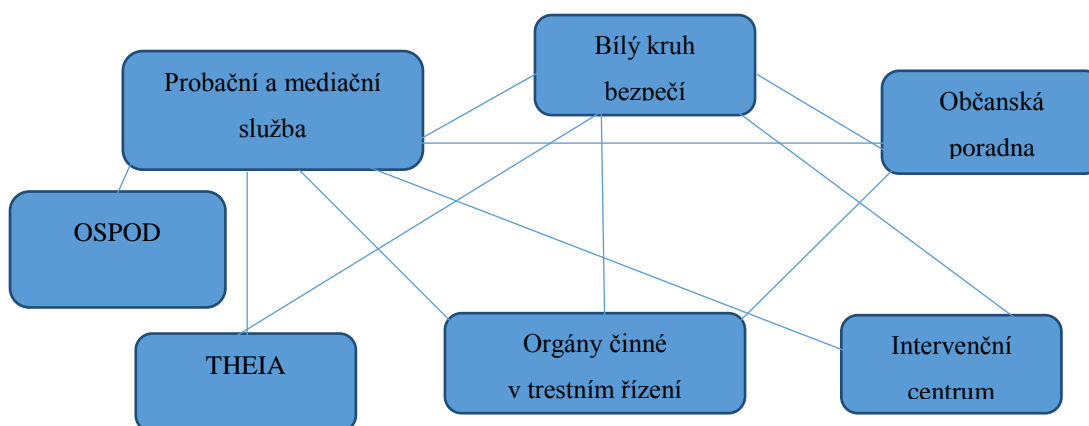 Bílý kruh
bezpečí
Probační a mediační
služba
Občanská
poradna
OSPOD
THEIA
Orgány činné
v trestním řízení
Intervenční
centrum